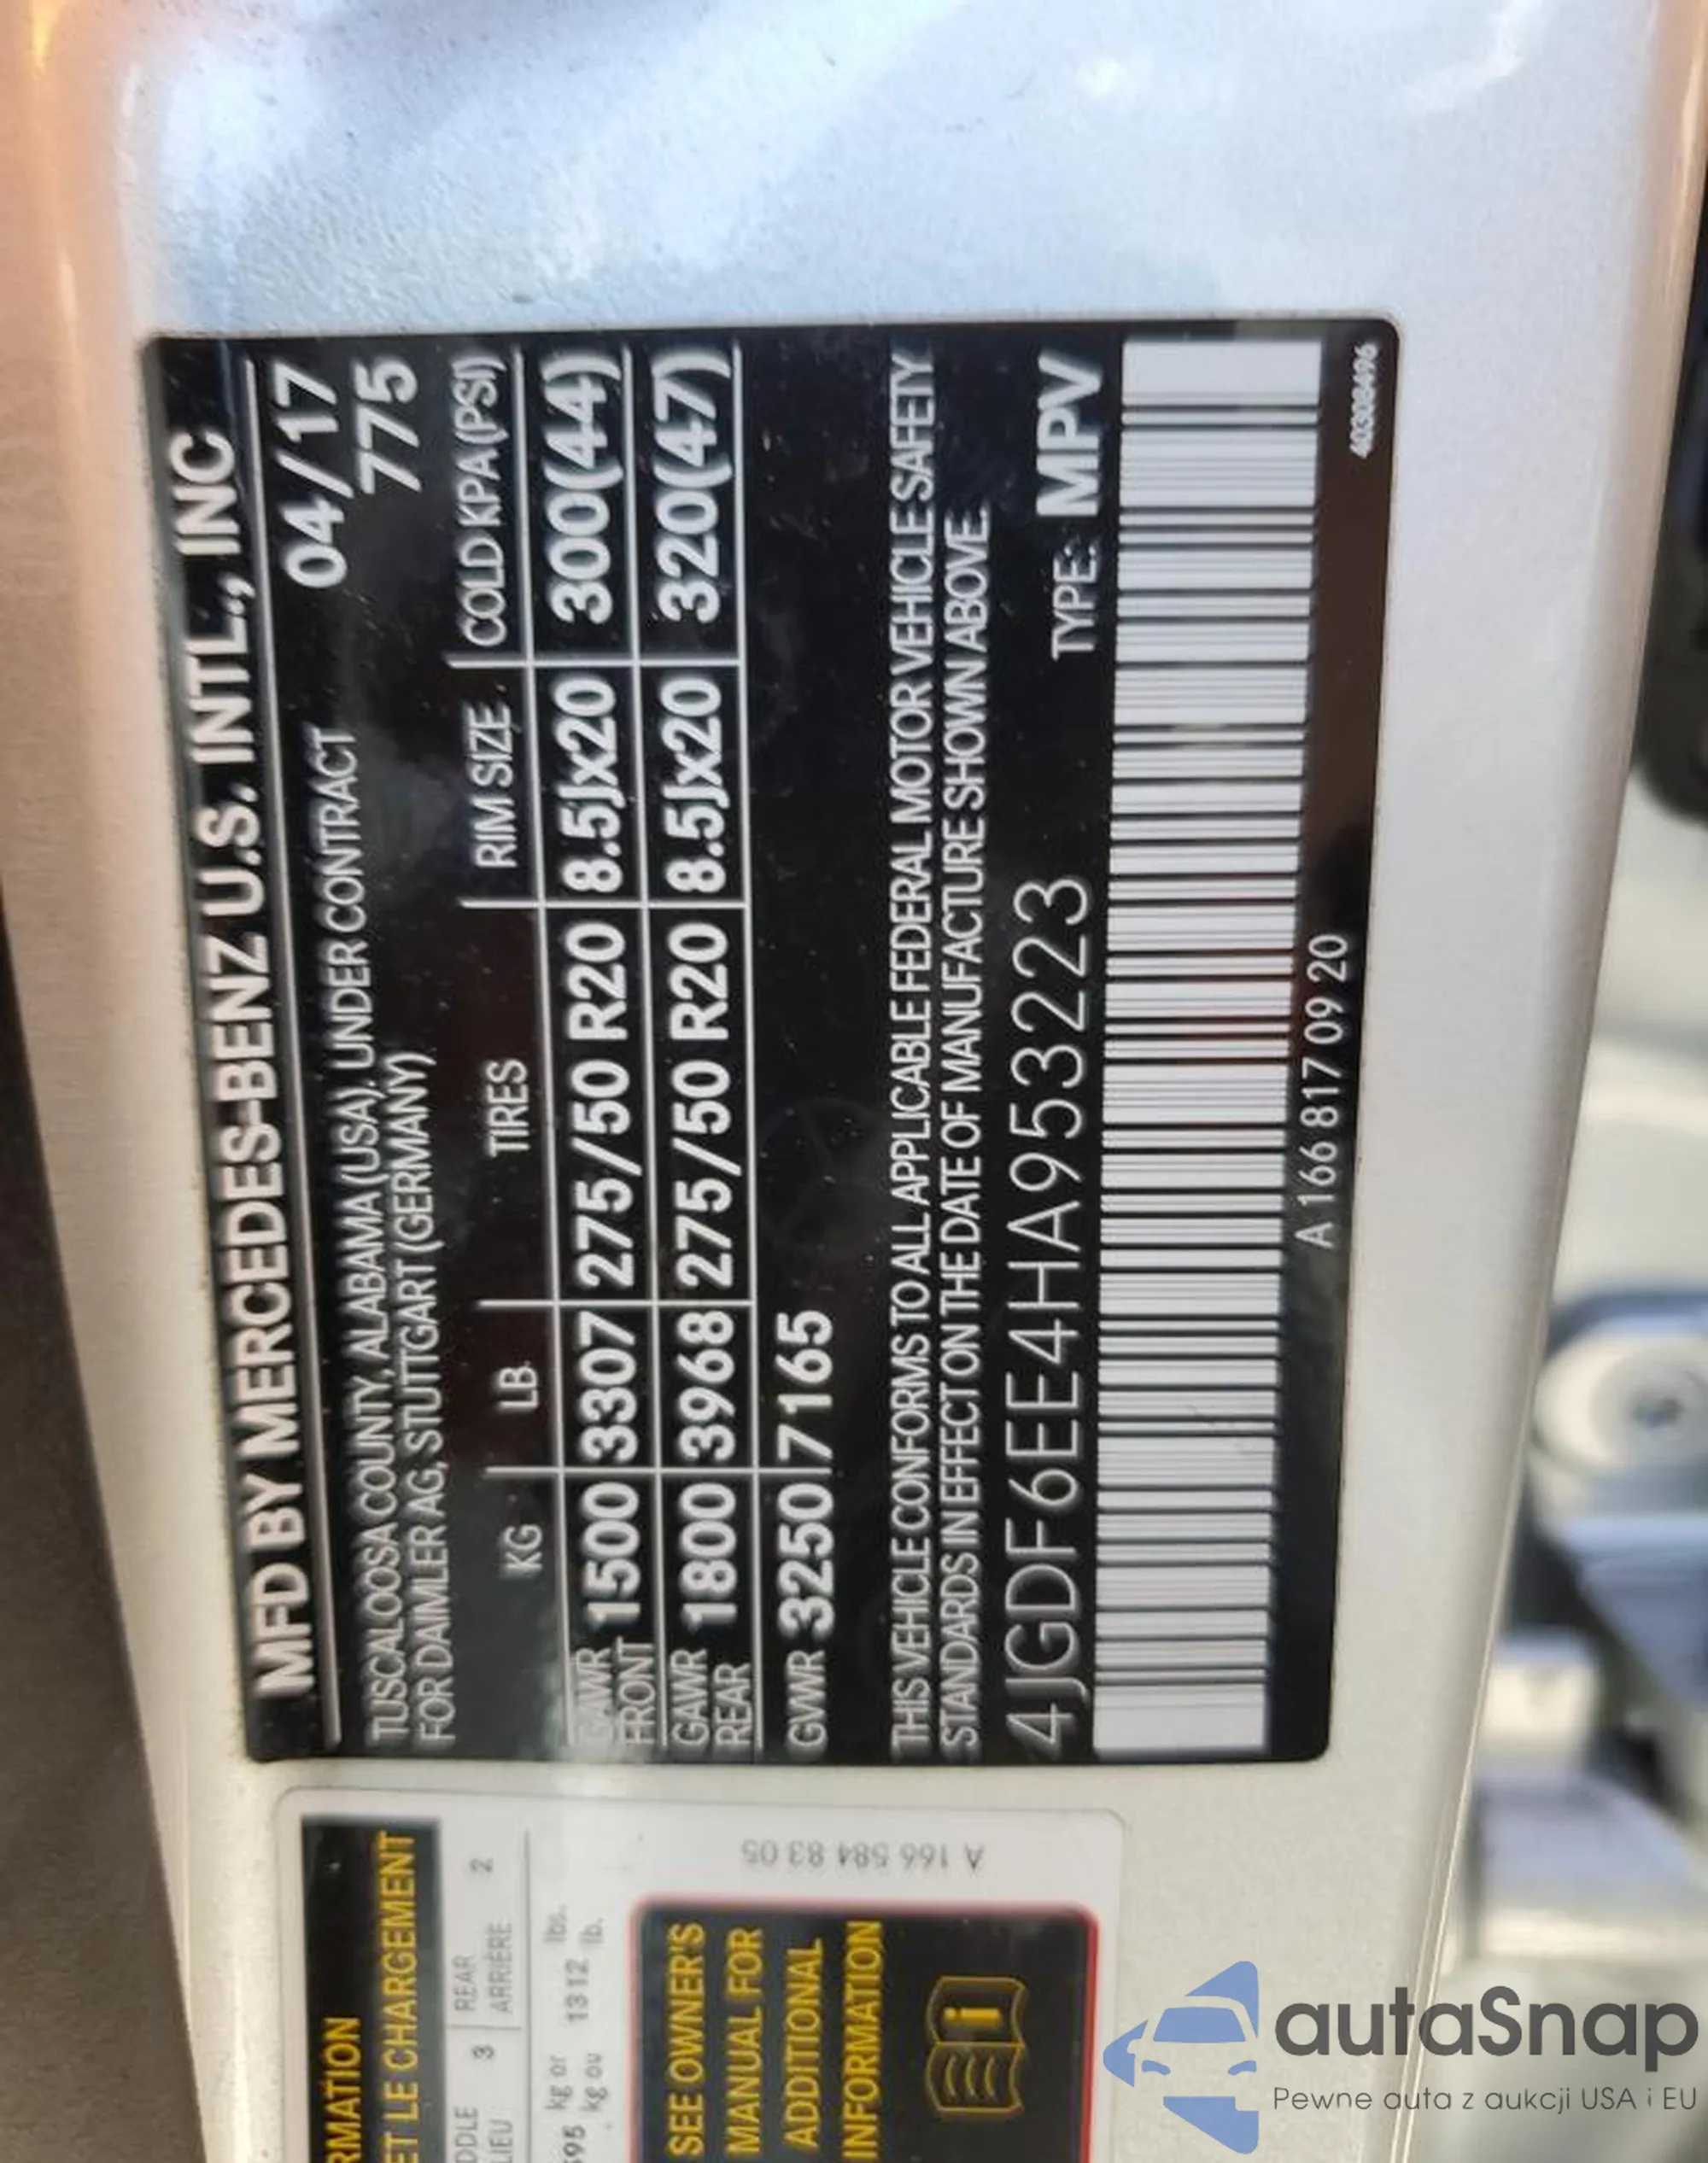 MFD BY MERCEDES-BENZ U.S. INTL., INC
TUSCALOOSA COUNTY, ALABAMA (USA). UNDER CONTRACT 04/17
FOR DAIMLER AG, STUTTGART (GERMANY) 775
KG LB TIRES RIM SIZE COLD KPA (PSI)
GAWR FRONT 1500 3307 275/50 R20 8.5Jx20 300(44)
GAWR REAR 1800 3968 275/50 R20 8.5Jx20 320(47)
GVWR 3250 7165
THIS VEHICLE CONFORMS TO ALL APPLICABLE FEDERAL MOTOR VEHICLE SAFETY
STANDARDS IN EFFECT ON THE DATE OF MANUFACTURE SHOWN ABOVE.
4JGDF6EE4HA953223 TYPE: MPV
A 166 817 09 20
40308496
RMATION
ET LE CHARGEMENT
DDLE 3 REAR 2
LIEU ARRIÈRE
595 kg or 1312 lbs.
kg ou lb.
A 166 584 83 05
SEE OWNER'S
MANUAL FOR
ADDITIONAL
INFORMATION
i
autaSnap
Pewne auta z aukcji USA i EU